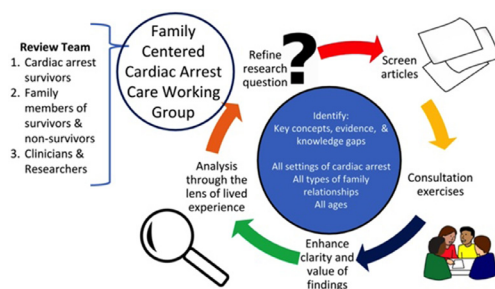 Review Team
1. Cardiac arrest
survivors
2. Family
members of
survivors &
non-survivors
3. Clinicians &
Researchers
Family
Centered
Cardiac Arrest
Care Working
Group
Refine
research
question
?
Screen
articles
Identify:
Key concepts, evidence, &
knowledge gaps
All settings of cardiac arrest
All types of family
relationships
All ages
Consultation
exercises
Enhance
clarity and
value of
findings
Analysis
through the
lens of lived
experience